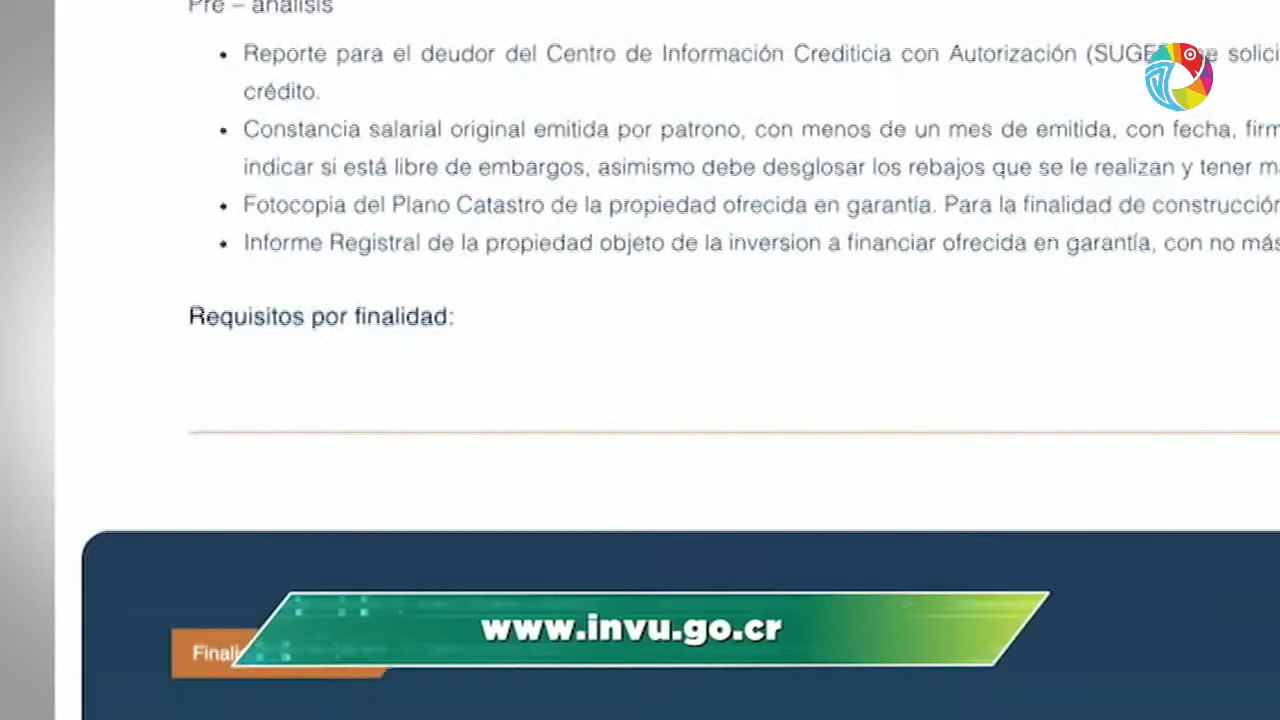 Pre – análisis
Reporte para el deudor del Centro de Información Crediticia con Autorización
crédito.
Constancia salarial original emitida por patrono, con menos de un mes de emitida, con fecha,
indicar si está libre de embargos, asimismo debe desglosar los rebajos que se le realizan y tener
Fotocopia del Plano Catastro de la propiedad ofrecida en garantía. Para la finalidad de construcción
Informe Registral de la propiedad objeto de la inversion a financiar ofrecida en garantía, con no más
Requisitos por finalidad:
www.invu.go.cr